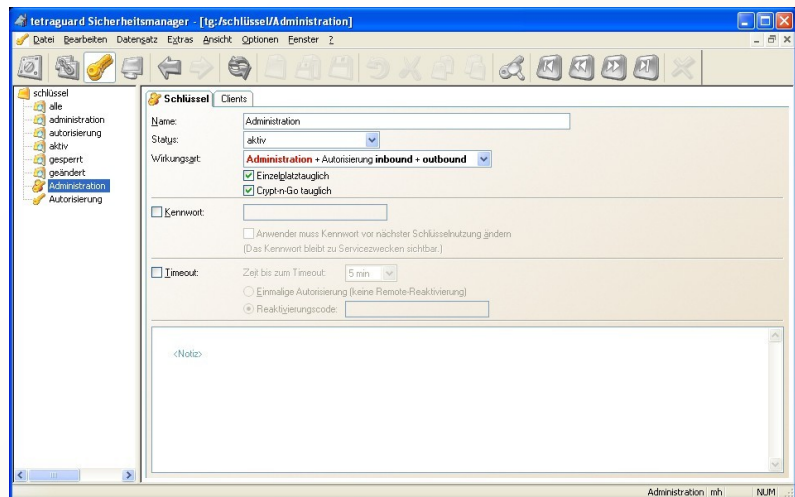 tetraguard Sicherheitsmanager - [tg:/schlüssel/Administration]
Datei Bearbeiten Datensatz Extras Ansicht Optionen Fenster ?
schlüssel
alle
administration
autorisierung
aktiv
gesperrt
geändert
Administration
Autorisierung
Schlüssel Clients
Name: Administration
Status: aktiv
Wirkungsart: Administration + Autorisierung inbound + outbound
Einzelplatztauglich
Crypt-n-Go tauglich
Kennwort:
Anwender muss Kennwort vor nächster Schlüsselnutzung ändern
(Das Kennwort bleibt zu Servicezwecken sichtbar.)
Timeout: Zeit bis zum Timeout: 5 min
Einmalige Autorisierung (keine Remote-Reaktivierung)
Reaktivierungscode:
<Notiz>
Administration mh NUM